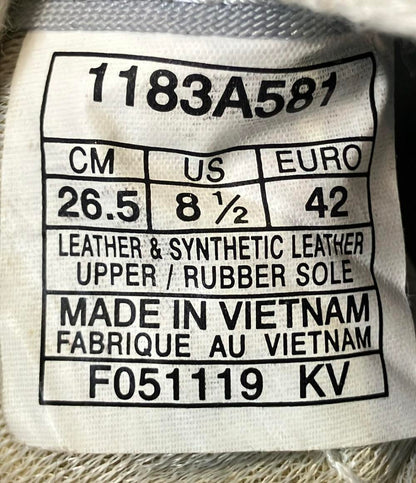 1183A581
CM US EURO
26.5 8 ½ 42
LEATHER & SYNTHETIC LEATHER
UPPER / RUBBER SOLE
MADE IN VIETNAM
FABRIQUE AU VIETNAM
F051119 KV